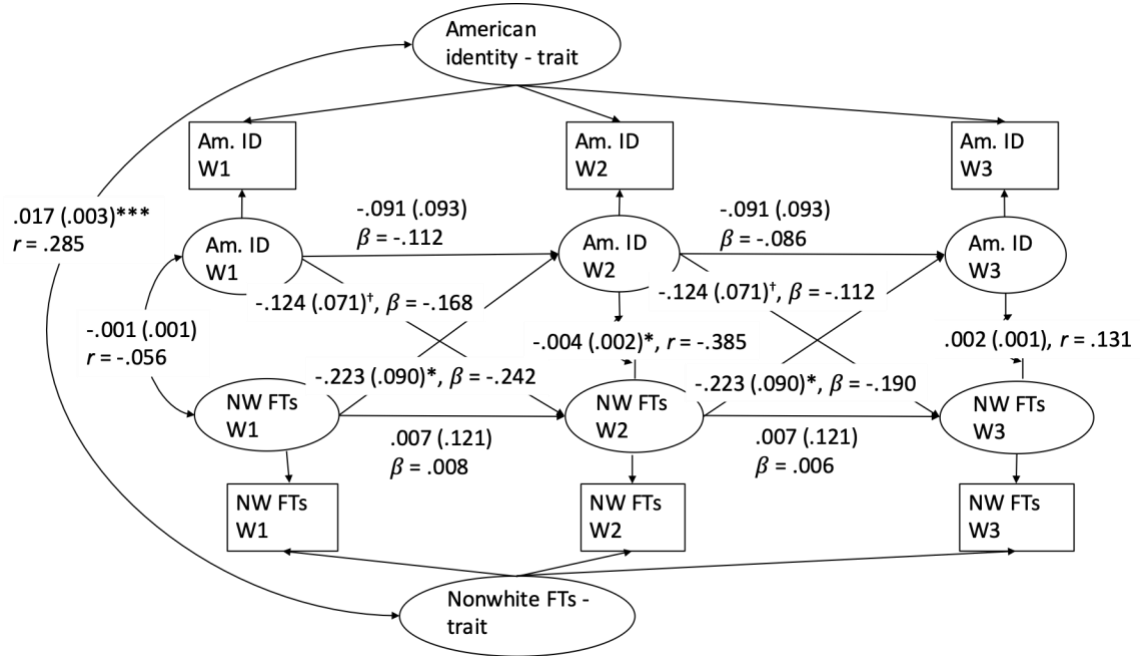 American
identity - trait
Am. ID
W1
Am. ID
W2
Am. ID
W3
.017 (.003)***
r = .285
-.091 (.093)
β = -.112
-.091 (.093)
β = -.086
Am. ID
W1
Am. ID
W2
Am. ID
W3
-.124 (.071)†, β = -.168
-.124 (.071)†, β = -.112
-.001 (.001)
r = -.056
-.004 (.002)*, r = -.385
.002 (.001), r = .131
-.223 (.090)*, β = -.242
-.223 (.090)*, β = -.190
NW FTs
W1
NW FTs
W2
NW FTs
W3
.007 (.121)
β = .008
.007 (.121)
β = .006
NW FTs
W1
NW FTs
W2
NW FTs
W3
Nonwhite FTs -
trait